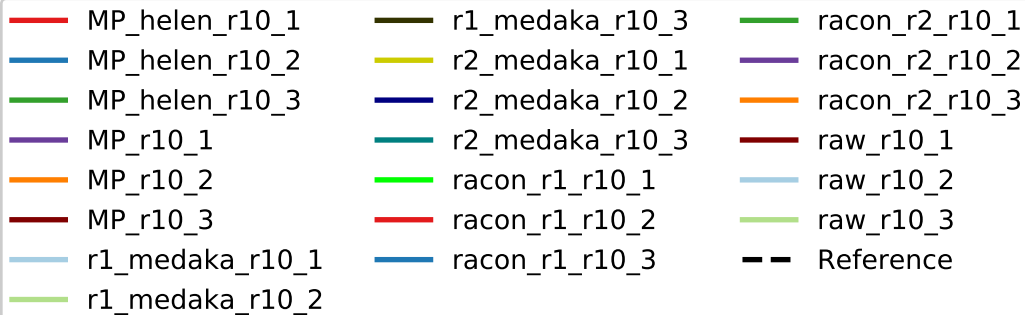 MP_helen_r10_1
MP_helen_r10_2
MP_helen_r10_3
MP_r10_1
MP_r10_2
MP_r10_3
r1_medaka_r10_1
r1_medaka_r10_2
r1_medaka_r10_3
r2_medaka_r10_1
r2_medaka_r10_2
r2_medaka_r10_3
racon_r1_r10_1
racon_r1_r10_2
racon_r1_r10_3
racon_r2_r10_1
racon_r2_r10_2
racon_r2_r10_3
raw_r10_1
raw_r10_2
raw_r10_3
Reference